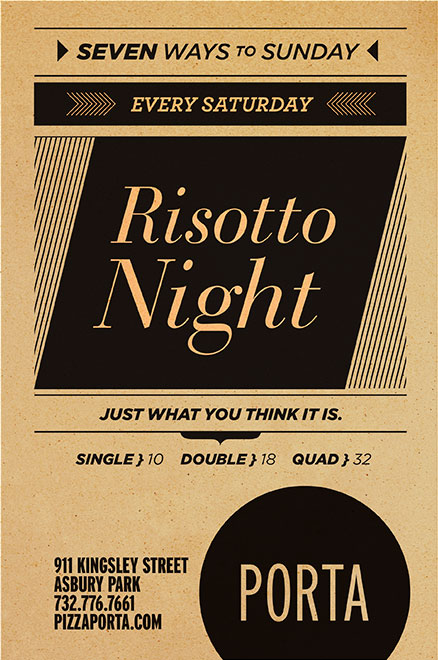 SEVEN WAYS TO SUNDAY
EVERY SATURDAY
Risotto
Night
JUST WHAT YOU THINK IT IS.
SINGLE } 10 DOUBLE } 18 QUAD } 32
911 KINGSLEY STREET
ASBURY PARK
732.776.7661
PIZZAPORTA.COM
PORTA